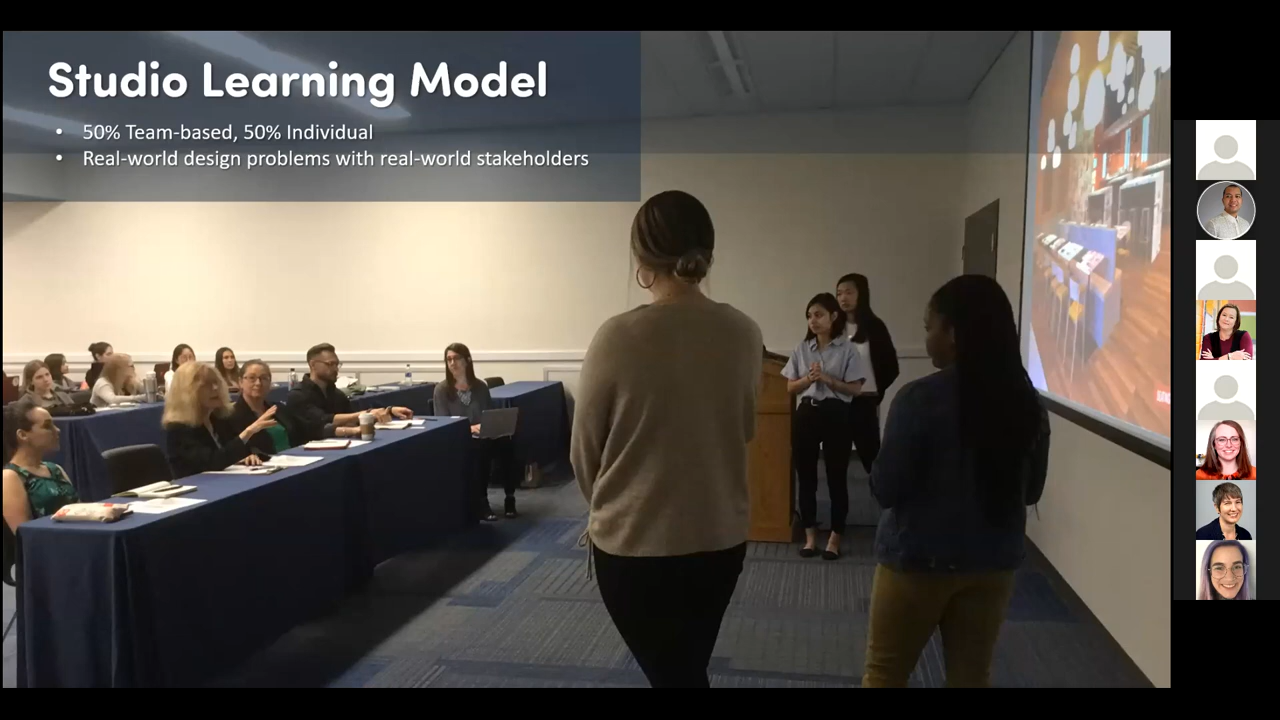 Studio Learning Model
• 50% Team-based, 50% Individual
• Real-world design problems with real-world stakeholders